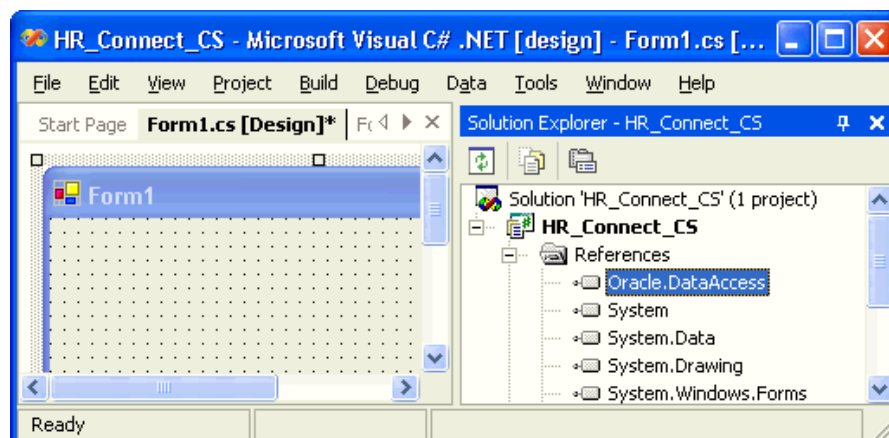 HR_Connect_CS - Microsoft Visual C# .NET [design] - Form1.cs [...
File Edit View Project Build Debug Data Tools Window Help
Start Page Form1.cs [Design]* Fo
Solution Explorer - HR_Connect_CS
Form1
Solution 'HR_Connect_CS' (1 project)
HR_Connect_CS
References
Oracle.DataAccess
System
System.Data
System.Drawing
System.Windows.Forms
Ready